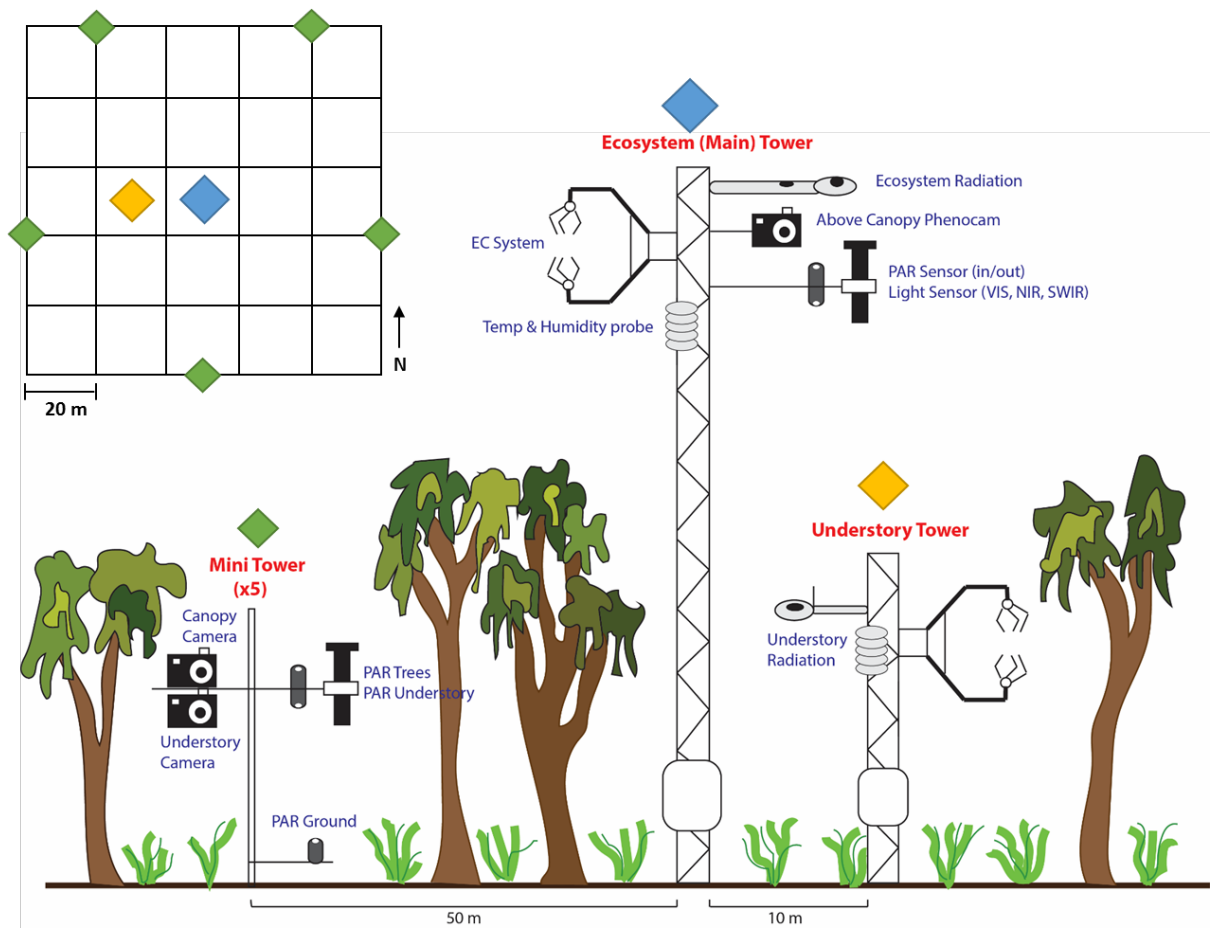 N
20 m
Ecosystem (Main) Tower
Ecosystem Radiation
Above Canopy Phenocam
EC System
PAR Sensor (in/out)
Light Sensor (VIS, NIR, SWIR)
Temp & Humidity probe
Understory Tower
Mini Tower
(x5)
Canopy
Camera
PAR Trees
PAR Understory
Understory
Radiation
Understory
Camera
PAR Ground
50 m
10 m